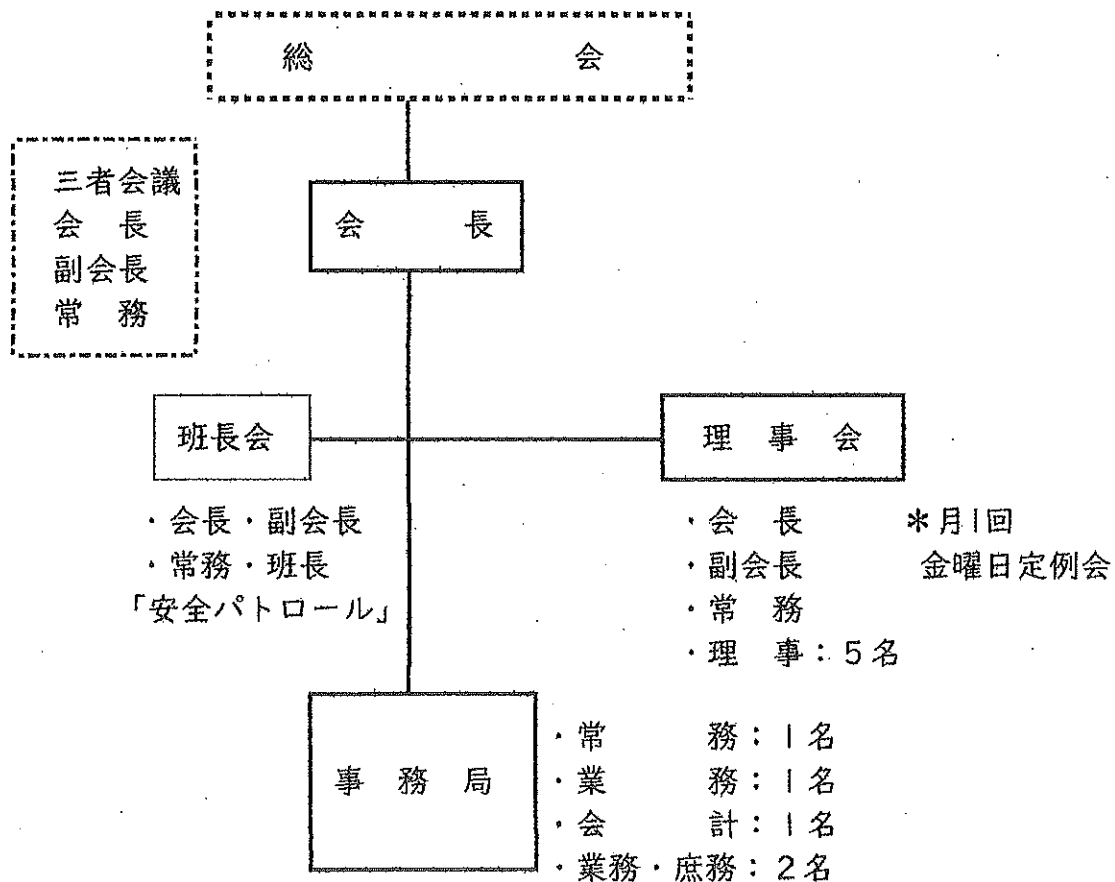 総　会
三者会議
会　長
副会長
常　務
会　長
班長会
・会長・副会長
・常務・班長
「安全パトロール」
理　事　会
・会　長　＊月1回
・副会長　金曜日定例会
・常　務
・理　事：5名
事　務　局
・常　務：1名
・業　務：1名
・会　計：1名
・業務・庶務：2名